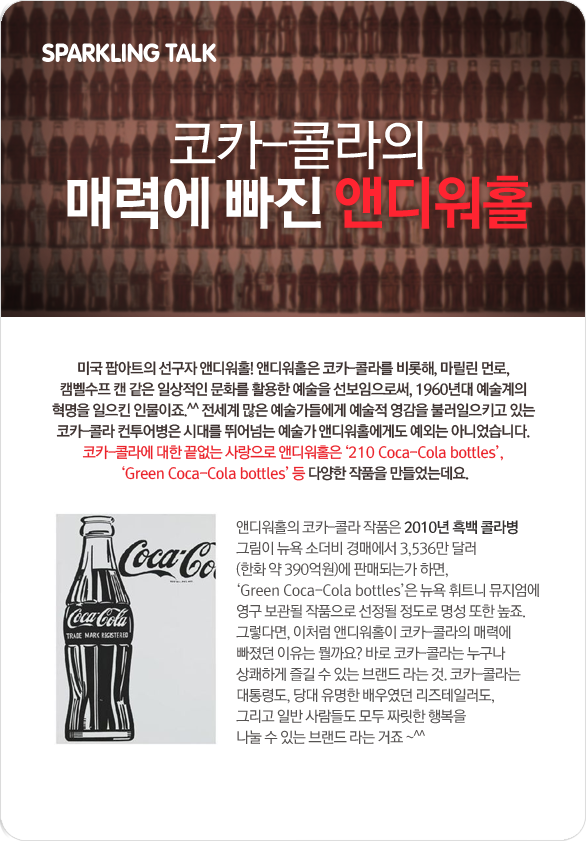 SPARKLING TALK
코카-콜라의
매력에 빠진 앤디워홀
미국 팝아트의 선구자 앤디워홀! 앤디워홀은 코카-콜라를 비롯해, 마릴린 먼로,
캠벨수프 캔 같은 일상적인 문화를 활용한 예술을 선보임으로써, 1960년대 예술계의
혁명을 일으킨 인물이죠.^^ 전세계 많은 예술가들에게 예술적 영감을 불러일으키고 있는
코카-콜라 컨투어병은 시대를 뛰어넘는 예술가 앤디워홀에게도 예외는 아니었습니다.
코카-콜라에 대한 끝없는 사랑으로 앤디워홀은 ‘210 Coca-Cola bottles’,
‘Green Coca-Cola bottles’ 등 다양한 작품을 만들었는데요.
Coca-Co
Coca-Cola
TRADE MARK REGISTERED
앤디워홀의 코카-콜라 작품은 2010년 흑백 콜라병
그림이 뉴욕 소더비 경매에서 3,536만 달러
(한화 약 390억원)에 판매되는가 하면,
‘Green Coca-Cola bottles’은 뉴욕 휘트니 뮤지엄에
영구 보관될 작품으로 선정될 정도로 명성 또한 높죠.
그렇다면, 이처럼 앤디워홀이 코카-콜라의 매력에
빠졌던 이유는 뭘까요? 바로 코카-콜라는 누구나
상쾌하게 즐길 수 있는 브랜드 라는 것. 코카-콜라는
대통령도, 당대 유명한 배우였던 리즈테일러도,
그리고 일반 사람들도 모두 짜릿한 행복을
나눌 수 있는 브랜드 라는 거죠 ~^^